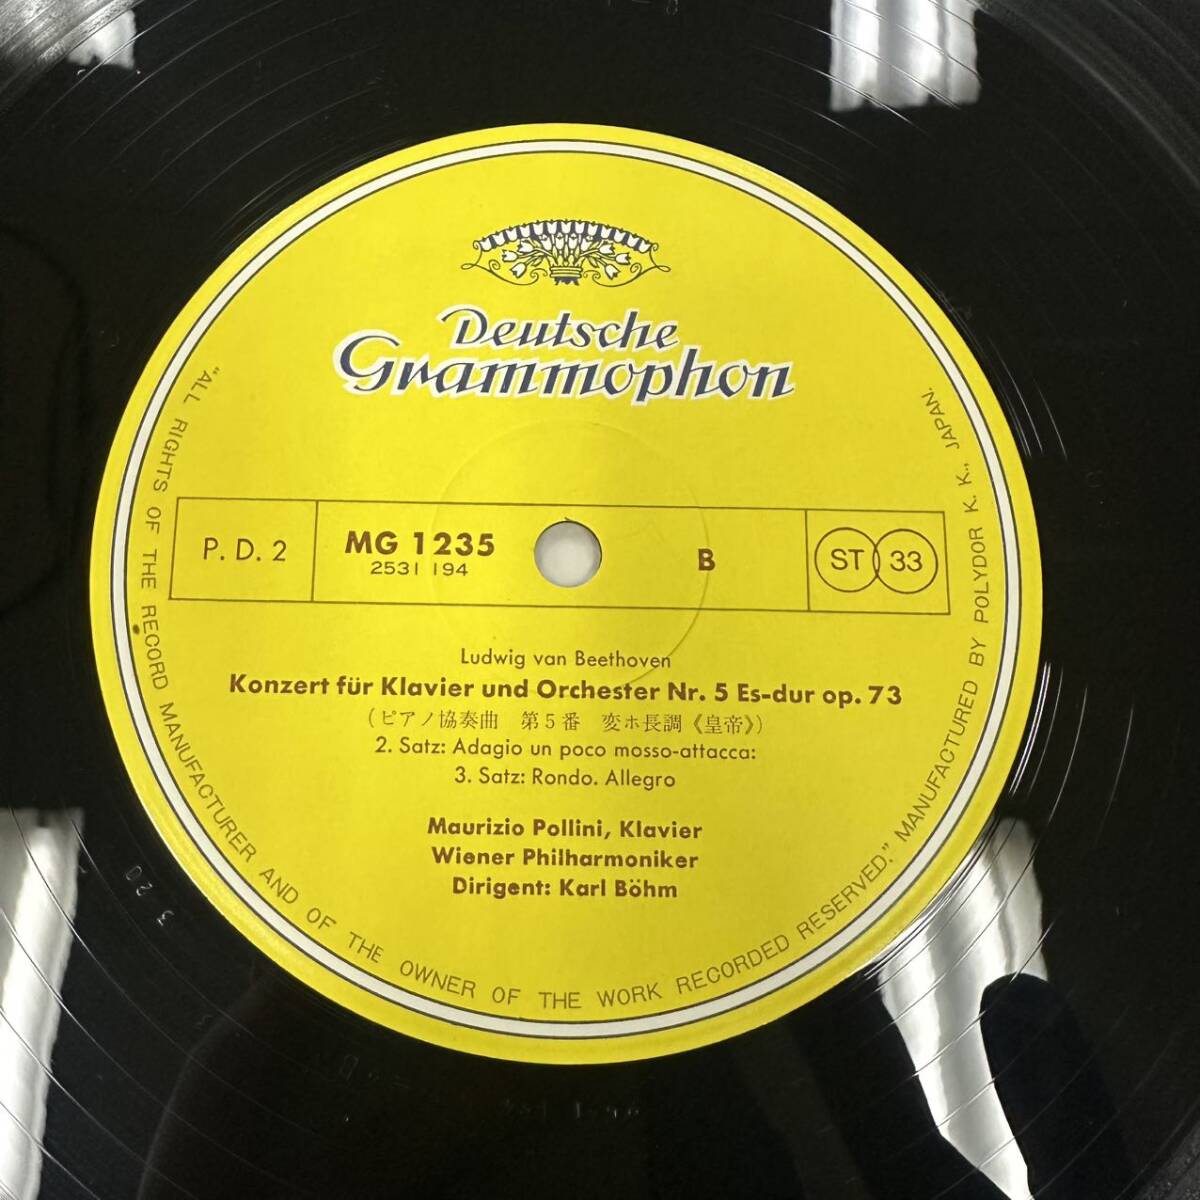 Deutsche
Grammophon
P. D. 2
MG 1235
2531 194
B
ST 33
Ludwig van Beethoven
Konzert für Klavier und Orchester Nr. 5 Es-dur op. 73
(ピアノ協奏曲 第5番 変ホ長調《皇帝》)
2. Satz: Adagio un poco mosso-attacca:
3. Satz: Rondo. Allegro
Maurizio Pollini, Klavier
Wiener Philharmoniker
Dirigent: Karl Böhm
"ALL RIGHTS OF THE RECORD MANUFACTURER AND OF THE OWNER OF THE WORK RECORDED RESERVED." MANUFACTURED BY POLYDOR K. K., JAPAN.